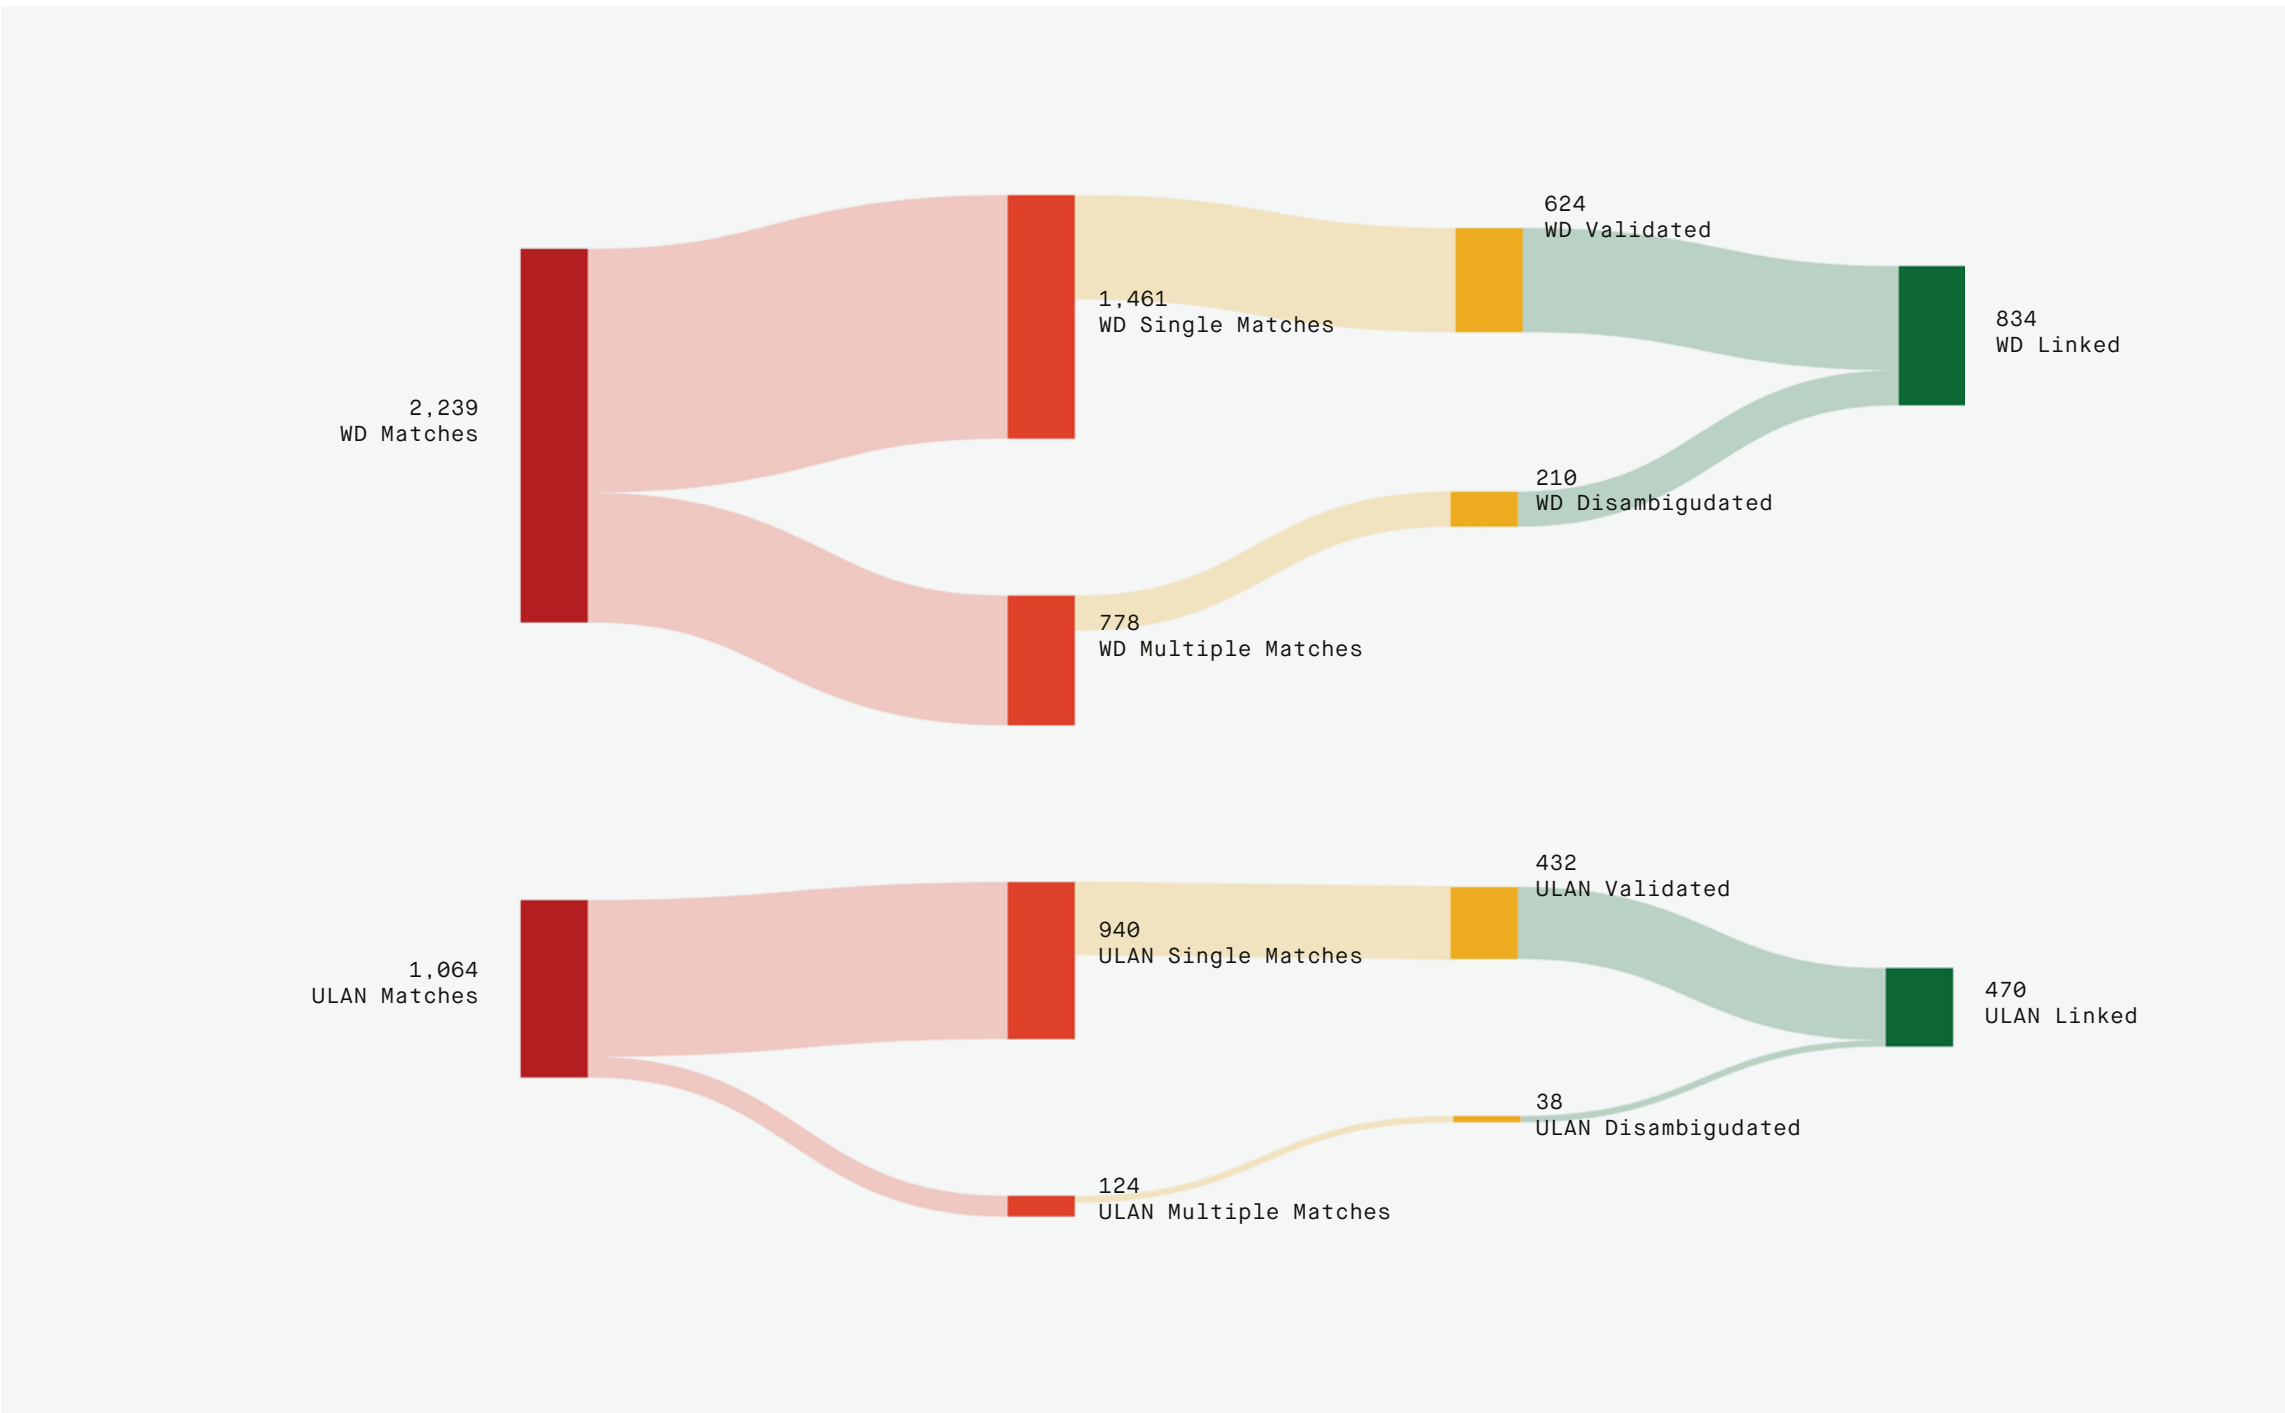 2,239
WD Matches
1,461
WD Single Matches
778
WD Multiple Matches
624
WD Validated
210
WD Disambigudated
834
WD Linked
1,064
ULAN Matches
940
ULAN Single Matches
124
ULAN Multiple Matches
432
ULAN Validated
38
ULAN Disambigudated
470
ULAN Linked